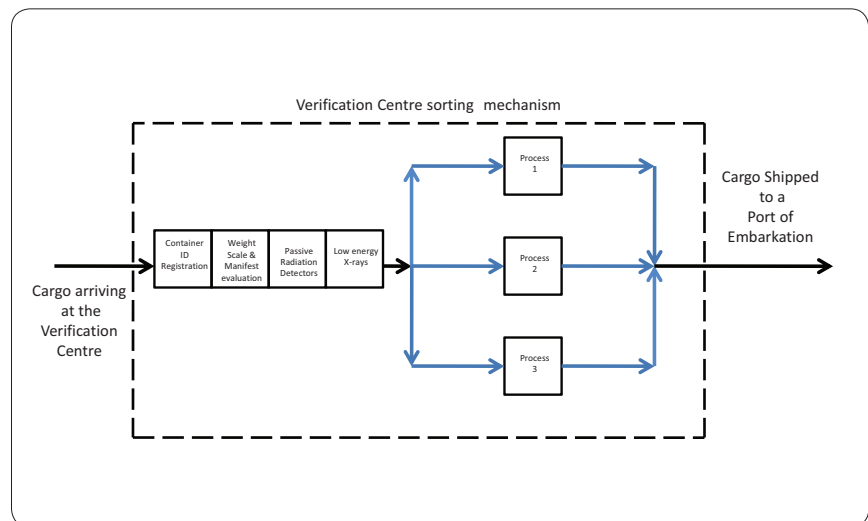 Verification Centre sorting mechanism
Cargo arriving
at the
Verification
Centre
Container
ID
Registration
Weight
Scale &
Manifest
evaluation
Passive
Radiation
Detectors
Low energy
X-rays
Process
1
Process
2
Process
3
Cargo Shipped
to a
Port of
Embarkation